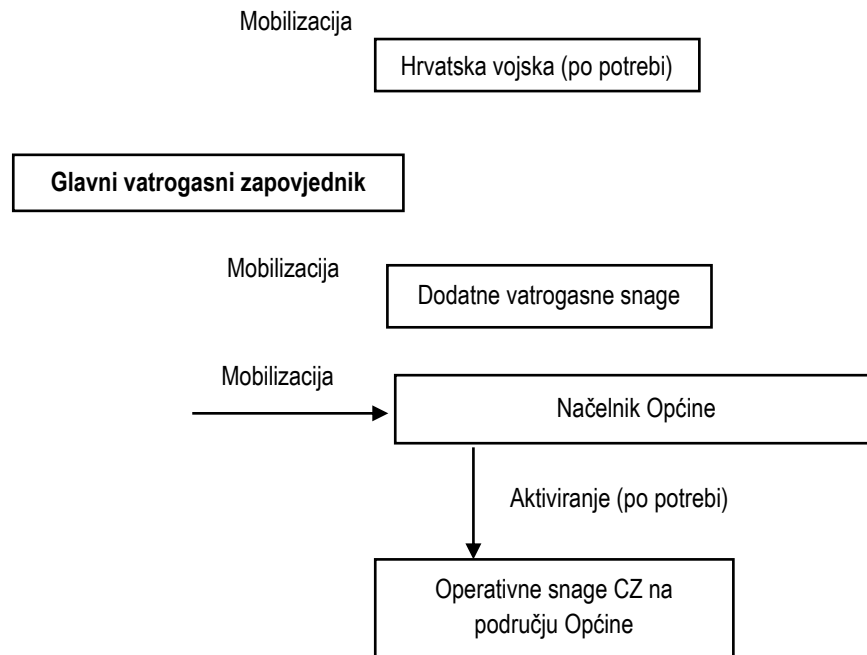 Mobilizacija
Hrvatska vojska (po potrebi)
Glavni vatrogasni zapovjednik
Mobilizacija
Dodatne vatrogasne snage
Mobilizacija
Načelnik Općine
Aktiviranje (po potrebi)
Operativne snage CZ na
području Općine